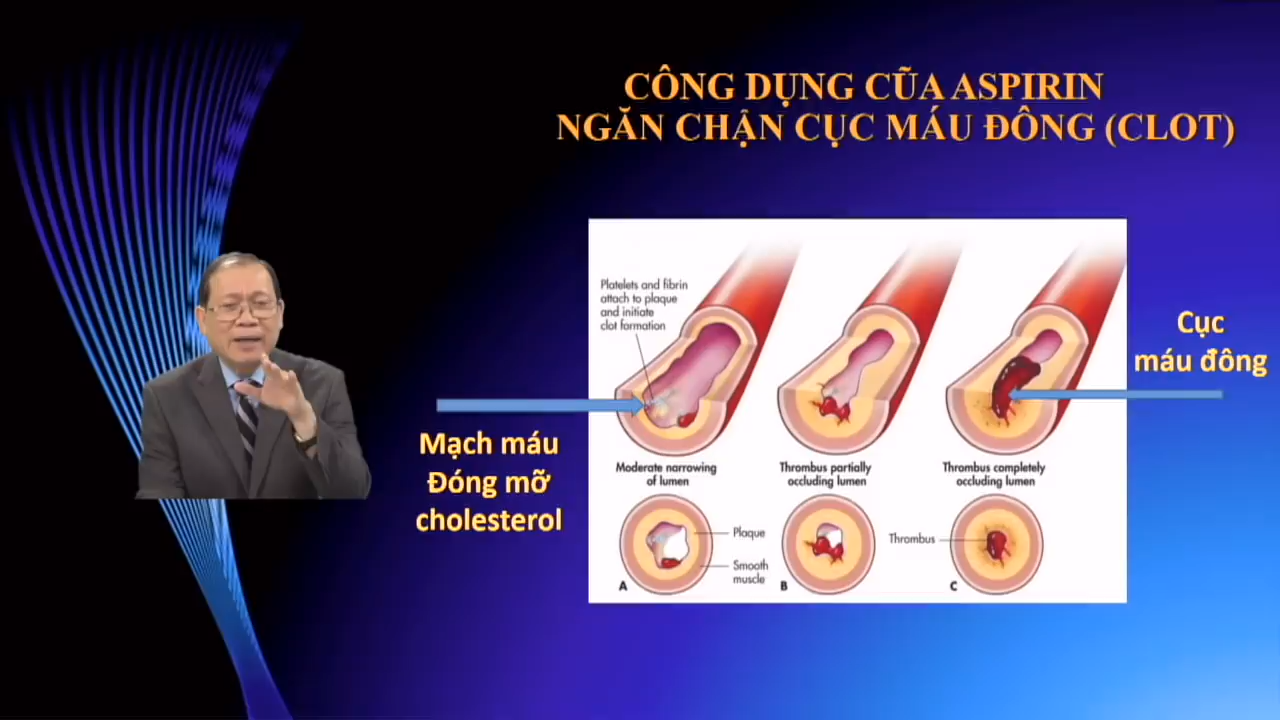 CÔNG DỤNG CŨA ASPIRIN
NGĂN CHẬN CỤC MÁU ĐÔNG (CLOT)
Platelets and fibrin
attach to plaque
and initiate
clot formation
Cục
máu đông
Mạch máu
Đóng mỡ
cholesterol
Moderate narrowing
of lumen
Thrombus partially
occluding lumen
Thrombus completely
occluding lumen
Plaque
Smooth
muscle
Thrombus
A
B
C